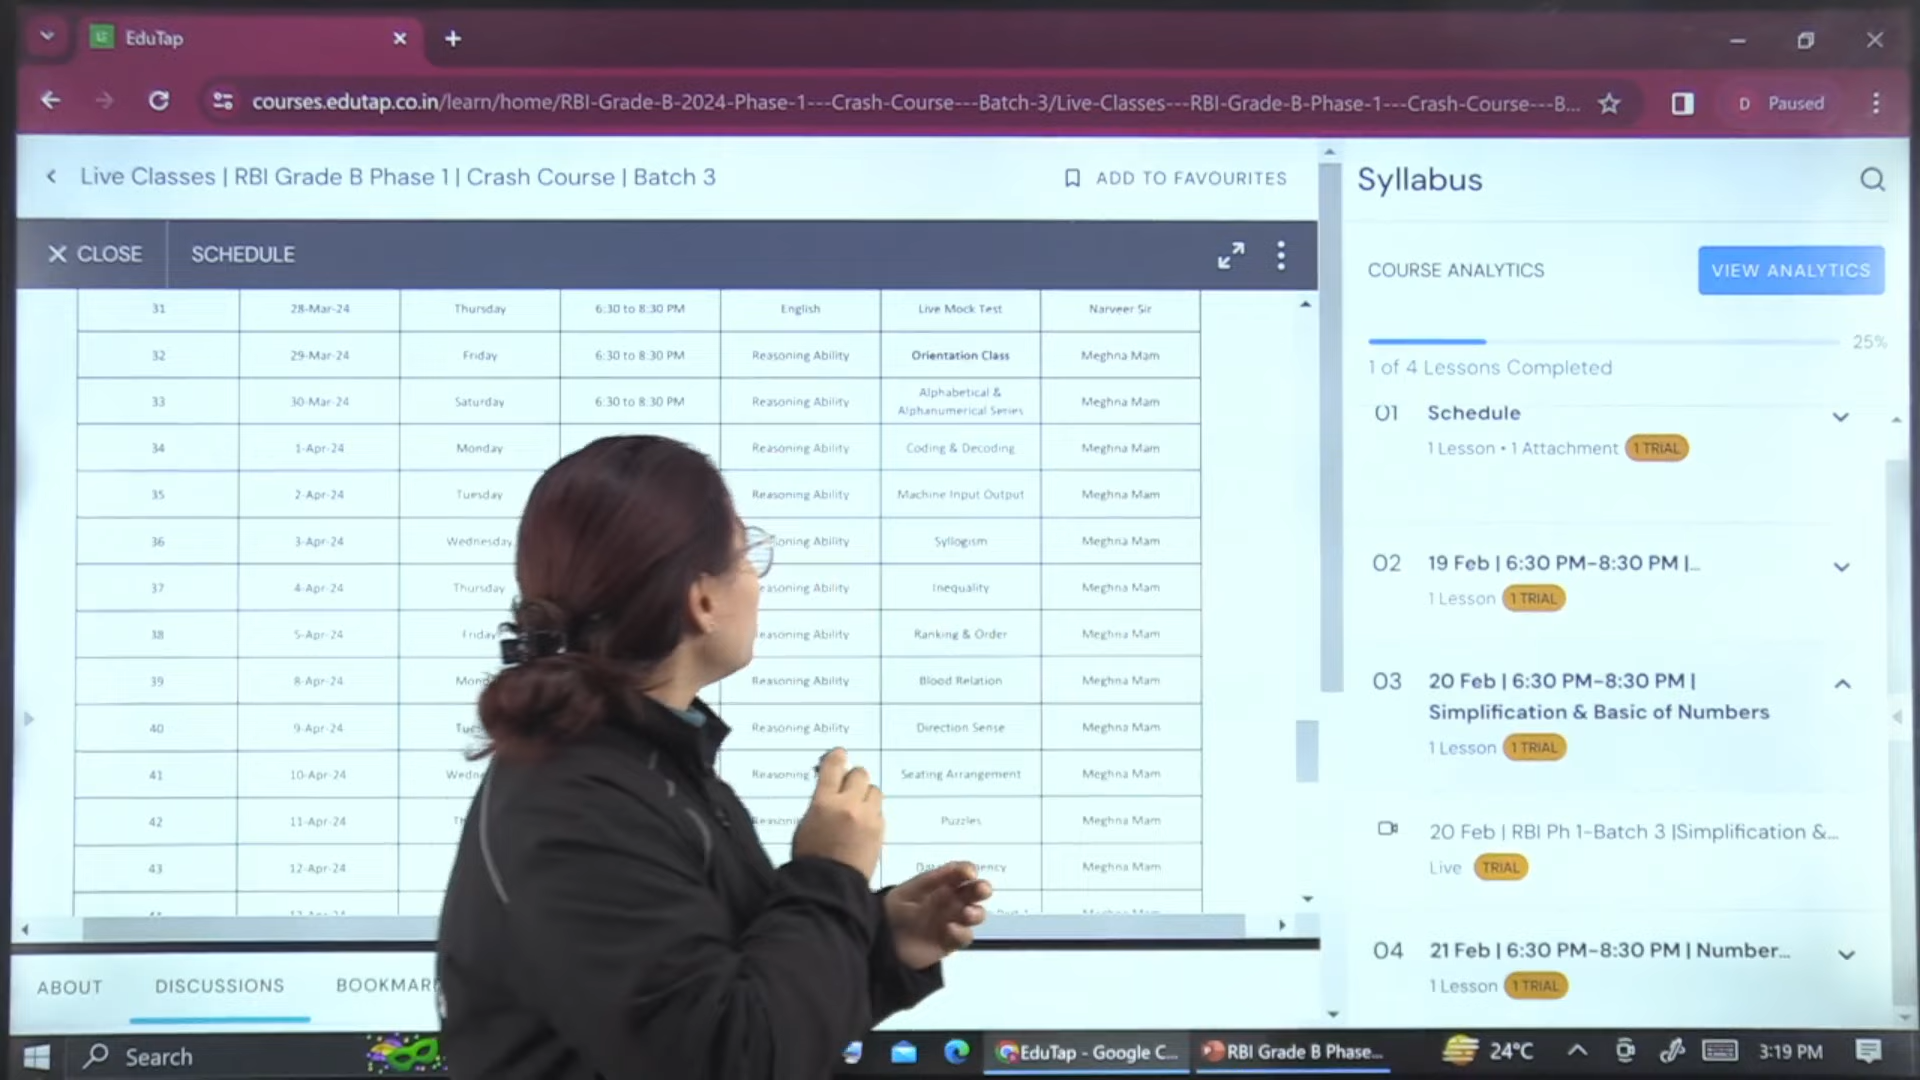 EduTap
courses.edutap.co.in/learn/home/RBI-Grade-B-2024-Phase-1---Crash-Course---Batch-3/Live-Classes---RBI-Grade-B-Phase-1---Crash-Course---B...
D Paused
Live Classes | RBI Grade B Phase 1 | Crash Course | Batch 3
ADD TO FAVOURITES
CLOSE
SCHEDULE
31 28-Mar-24 Thursday 6:30 to 8:30 PM English Live Mock Test Narveer Sir
32 29-Mar-24 Friday 6:30 to 8:30 PM Reasoning Ability Orientation Class Meghna Mam
33 30-Mar-24 Saturday 6:30 to 8:30 PM Reasoning Ability Alphabetical & Alphanumerical Series Meghna Mam
34 1-Apr-24 Monday Reasoning Ability Coding & Decoding Meghna Mam
35 2-Apr-24 Tuesday Reasoning Ability Machine Input Output Meghna Mam
36 3-Apr-24 Wednesday oning Ability Syllogism Meghna Mam
37 4-Apr-24 Thursday easoning Ability Inequality Meghna Mam
38 5-Apr-24 Friday easoning Ability Ranking & Order Meghna Mam
39 8-Apr-24 Mon Reasoning Ability Blood Relation Meghna Mam
40 9-Apr-24 Tue Reasoning Ability Direction Sense Meghna Mam
41 10-Apr-24 Wedne Reasoning Seating Arrangement Meghna Mam
42 11-Apr-24 Th Puzzles Meghna Mam
43 12-Apr-24 Meghna Mam
ABOUT
DISCUSSIONS
BOOKMAR
Syllabus
COURSE ANALYTICS
VIEW ANALYTICS
25%
1 of 4 Lessons Completed
01 Schedule
1 Lesson • 1 Attachment 1 TRIAL
02 19 Feb | 6:30 PM-8:30 PM |...
1 Lesson 1 TRIAL
03 20 Feb | 6:30 PM-8:30 PM |
Simplification & Basic of Numbers
1 Lesson 1 TRIAL
20 Feb | RBI Ph 1-Batch 3 |Simplification &...
Live TRIAL
04 21 Feb | 6:30 PM-8:30 PM | Number...
1 Lesson 1 TRIAL
Search
EduTap - Google C...
RBI Grade B Phase...
24°C
3:19 PM